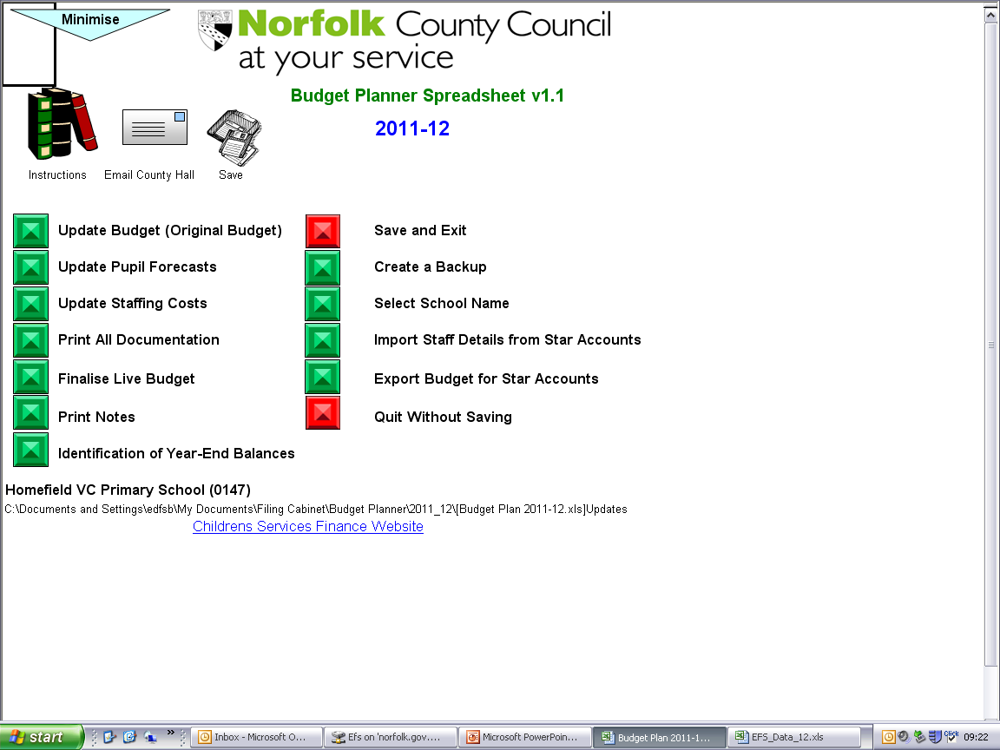 Minimise
Norfolk County Council
at your service
Budget Planner Spreadsheet v1.1
2011-12
Instructions
Email County Hall
Save
Update Budget (Original Budget)
Save and Exit
Update Pupil Forecasts
Create a Backup
Update Staffing Costs
Select School Name
Print All Documentation
Import Staff Details from Star Accounts
Finalise Live Budget
Export Budget for Star Accounts
Print Notes
Quit Without Saving
Identification of Year-End Balances
Homefield VC Primary School (0147)
C:\Documents and Settings\edfsb\My Documents\Filing Cabinet\Budget Planner\2011_12\[Budget Plan 2011-12.xls]Updates
Childrens Services Finance Website
start
»
Inbox - Microsoft O...
Efs on 'norfolk.gov....
Microsoft PowerPoin...
Budget Plan 2011-1...
EFS_Data_12.xls
Click
09:22